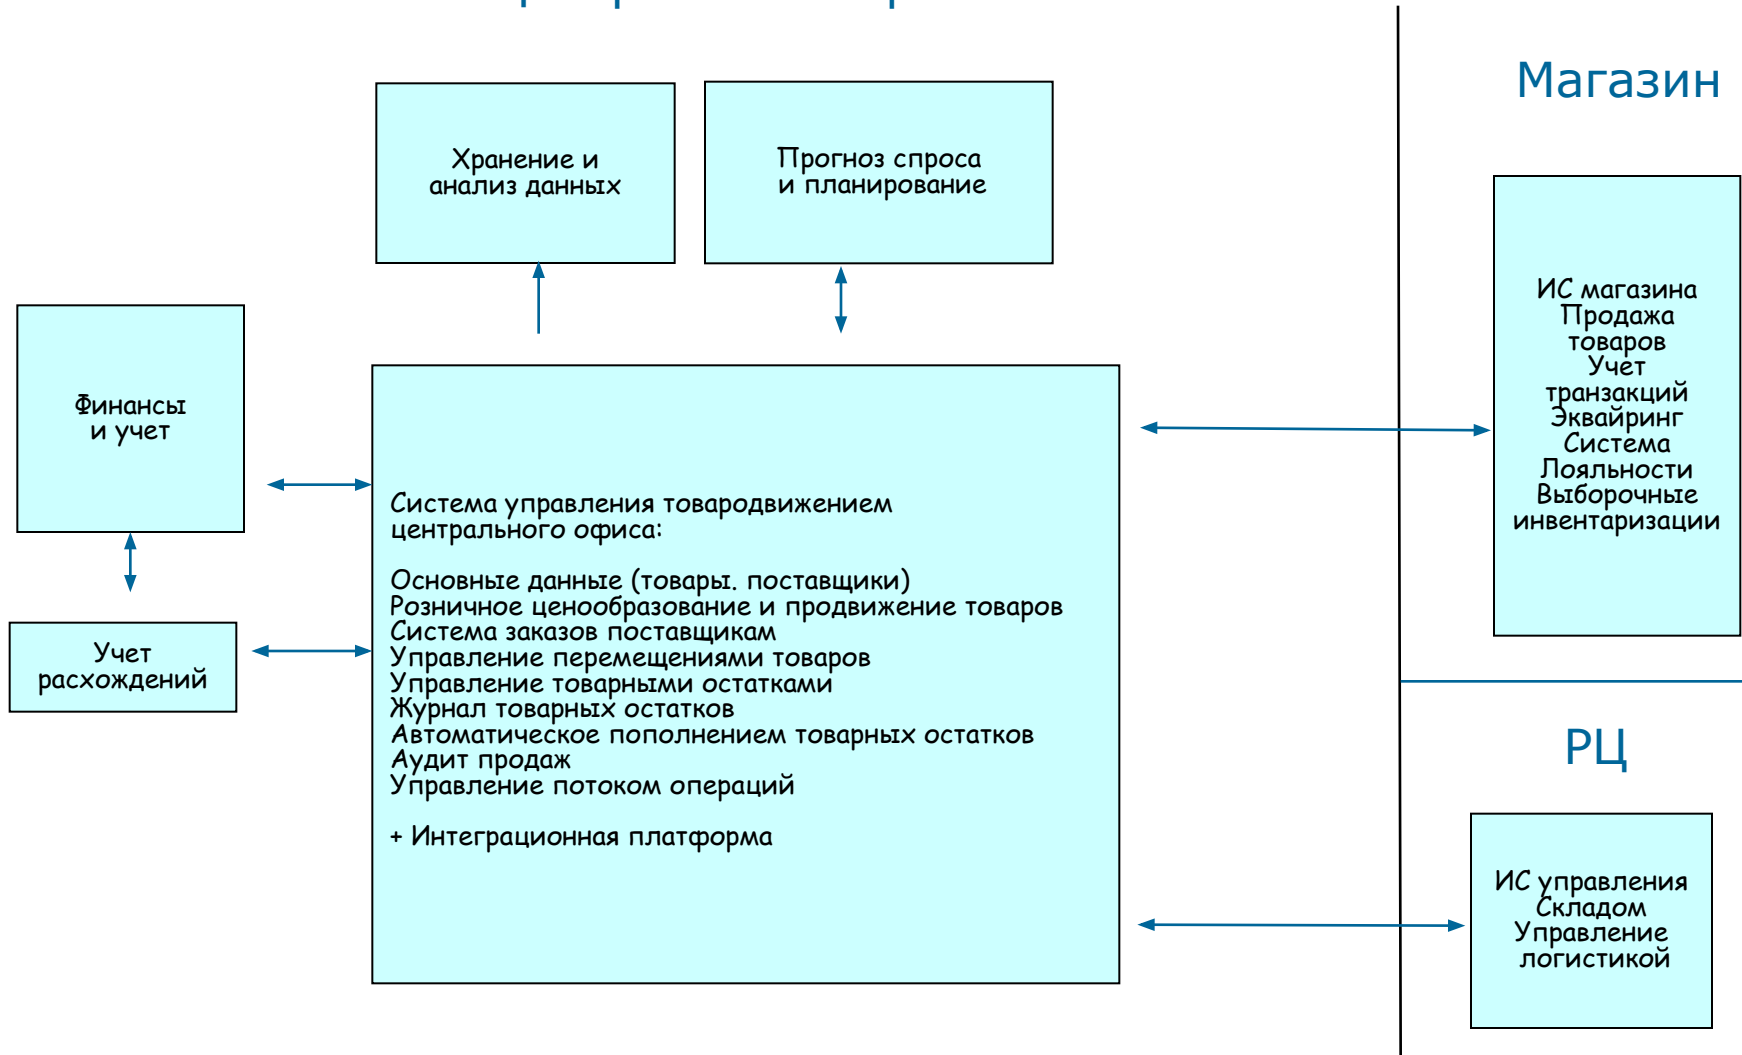 Магазин
Хранение и
анализ данных
Прогноз спроса
и планирование
Финансы
и учет
Учет
расхождений
Система управления товародвижением
центрального офиса:
Основные данные (товары. поставщики)
Розничное ценообразование и продвижение товаров
Система заказов поставщикам
Управление перемещениями товаров
Управление товарными остатками
Журнал товарных остатков
Автоматическое пополнением товарных остатков
Аудит продаж
Управление потоком операций
+ Интеграционная платформа
ИС магазина
Продажа
товаров
Учет
транзакций
Эквайринг
Система
Лояльности
Выборочные
инвентаризации
РЦ
ИС управления
Складом
Управление
логистикой